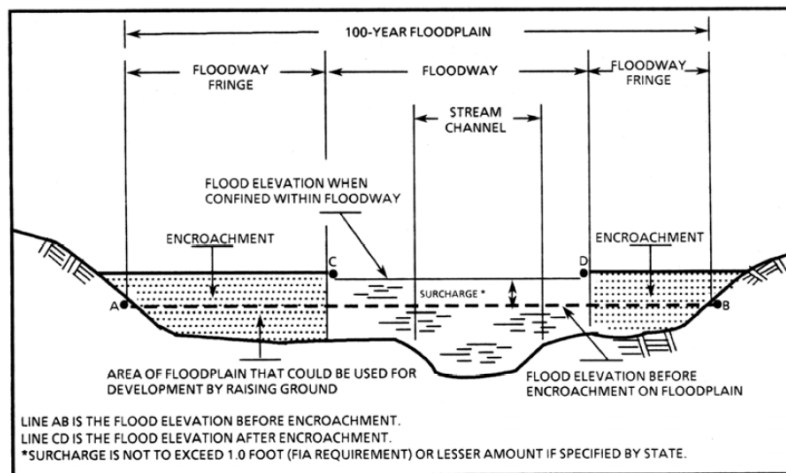 100-YEAR FLOODPLAIN
FLOODWAY
FRINGE
FLOODWAY
FLOODWAY
FRINGE
STREAM
CHANNEL
FLOOD ELEVATION WHEN
CONFINED WITHIN FLOODWAY
ENCROACHMENT
ENCROACHMENT
C
D
SURCHARGE *
A
B
AREA OF FLOODPLAIN THAT COULD BE USED FOR
DEVELOPMENT BY RAISING GROUND
FLOOD ELEVATION BEFORE
ENCROACHMENT ON FLOODPLAIN
LINE AB IS THE FLOOD ELEVATION BEFORE ENCROACHMENT.
LINE CD IS THE FLOOD ELEVATION AFTER ENCROACHMENT.
*SURCHARGE IS NOT TO EXCEED 1.0 FOOT (FIA REQUIREMENT) OR LESSER AMOUNT IF SPECIFIED BY STATE.